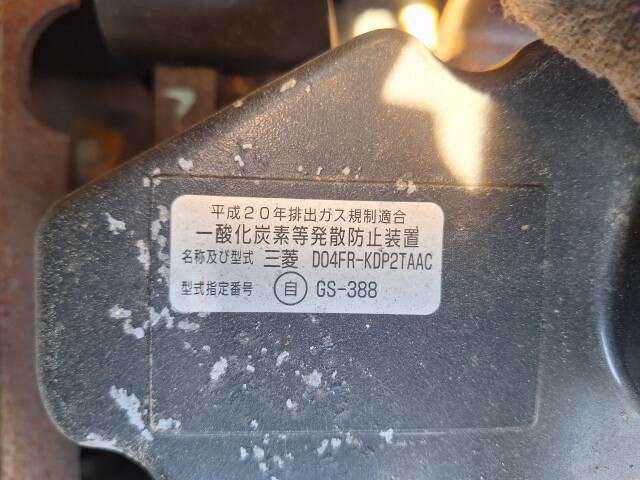 平成20年排出ガス規制適合
一酸化炭素等発散防止装置
名称及び型式 三菱 D04FR-KDP2TAAC
型式指定番号 自 GS-388